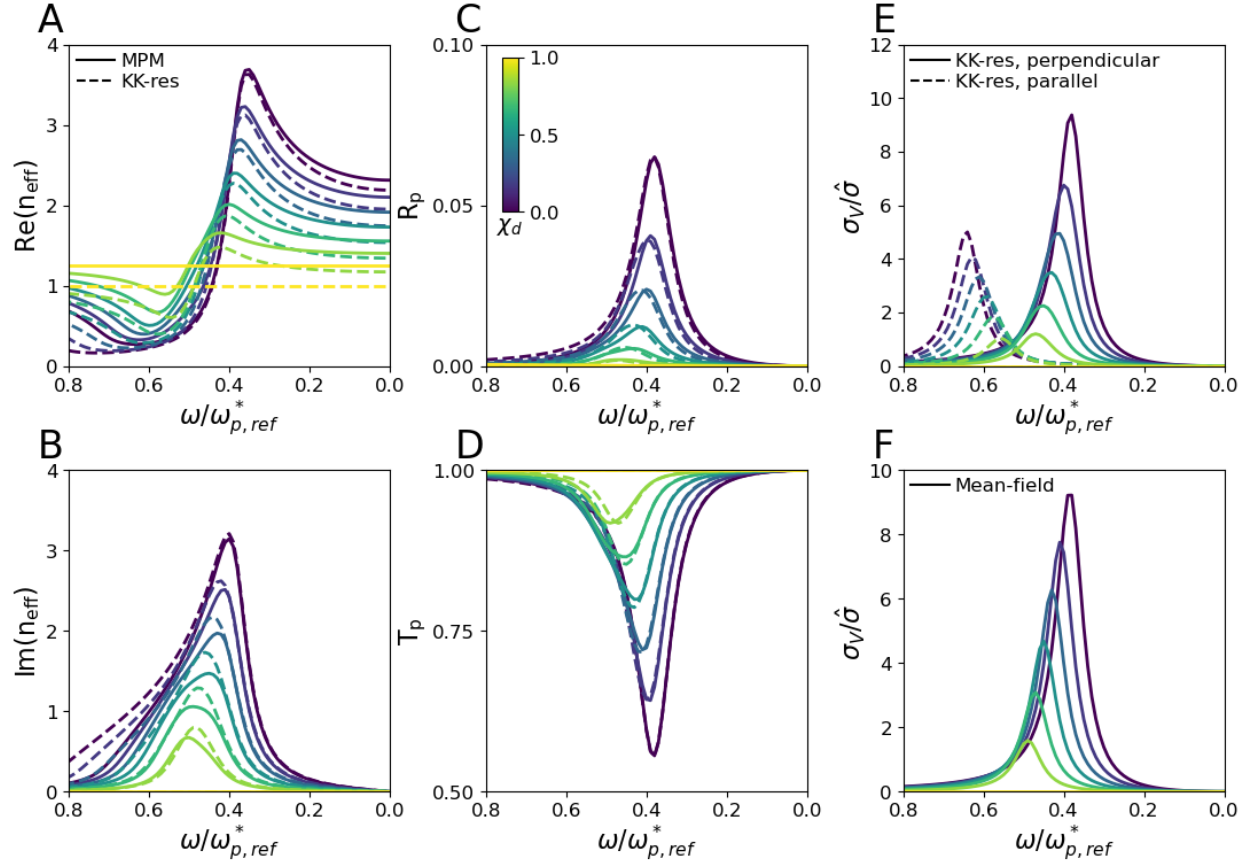 A
Re(n_eff)
4
3
2
1
0
MPM
KK-res
0.8 0.6 0.4 0.2 0.0
ω/ω*_p, ref
C
R_p
0.10
0.05
0.00
1.0
0.5
0.0
χ_d
0.8 0.6 0.4 0.2 0.0
ω/ω*_p, ref
E
σ_V/σ̂
12
10
8
6
4
2
0
KK-res, perpendicular
KK-res, parallel
0.8 0.6 0.4 0.2 0.0
ω/ω*_p, ref
B
Im(n_eff)
4
3
2
1
0
0.8 0.6 0.4 0.2 0.0
ω/ω*_p, ref
D
T_p
1.00
0.75
0.50
0.8 0.6 0.4 0.2 0.0
ω/ω*_p, ref
F
σ_V/σ̂
10
8
6
4
2
0
Mean-field
0.8 0.6 0.4 0.2 0.0
ω/ω*_p, ref